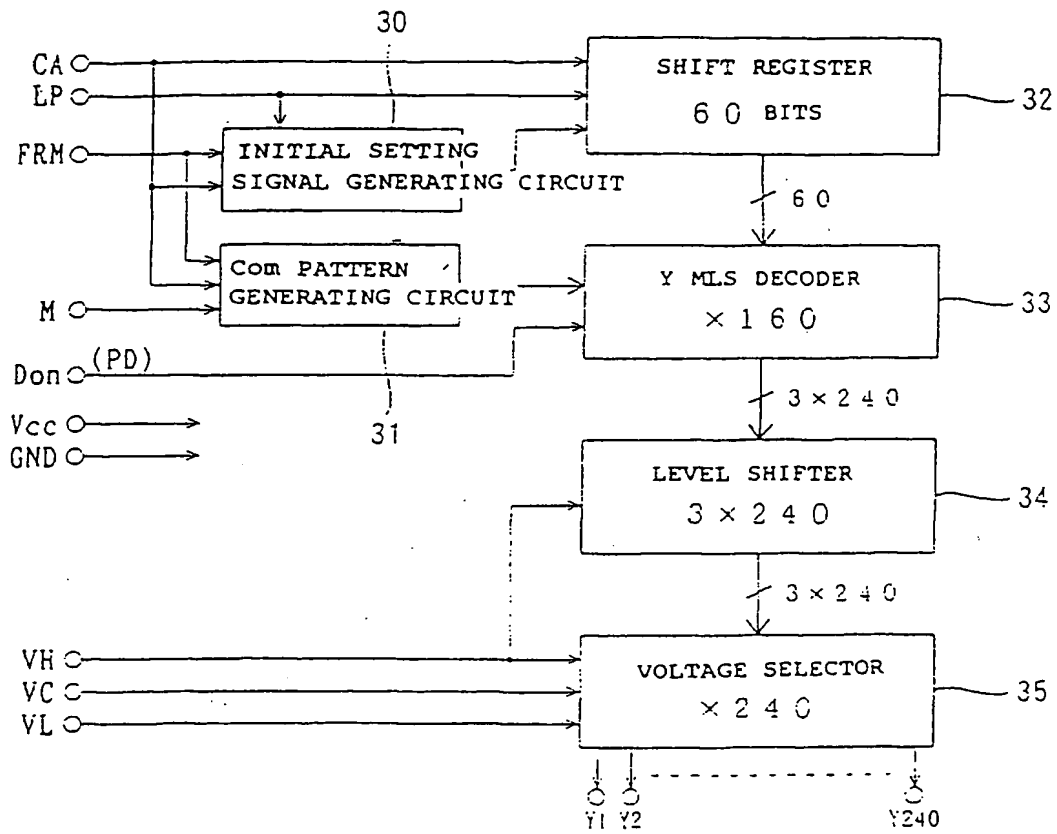 30
CA
LP
FRM
M
Don (PD)
Vcc
GND
VH
VC
VL
INITIAL SETTING
SIGNAL GENERATING CIRCUIT
Com PATTERN
GENERATING CIRCUIT
31
SHIFT REGISTER
60 BITS
32
60
Y MLS DECODER
×160
33
3×240
LEVEL SHIFTER
3×240
34
3×240
VOLTAGE SELECTOR
×240
35
Y1 Y2 Y240